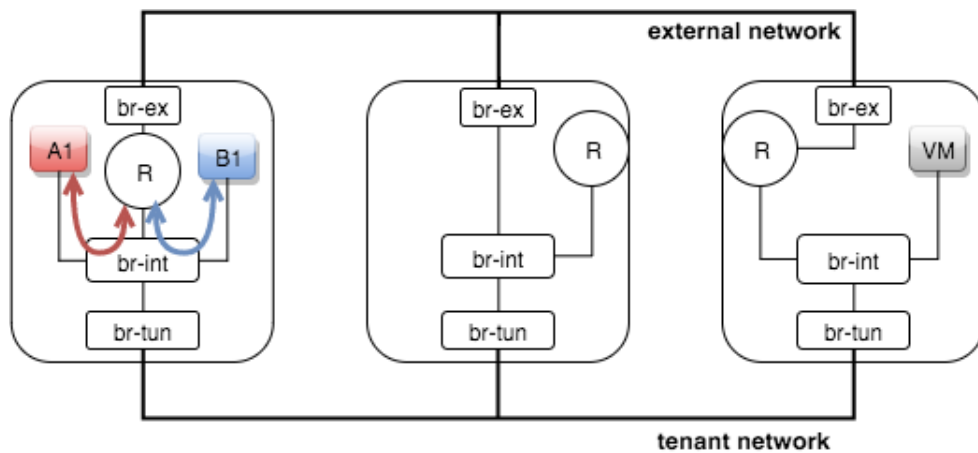 external network
br-ex
A1
R
B1
br-int
br-tun
br-ex
R
br-int
br-tun
br-ex
R
VM
br-int
br-tun
tenant network